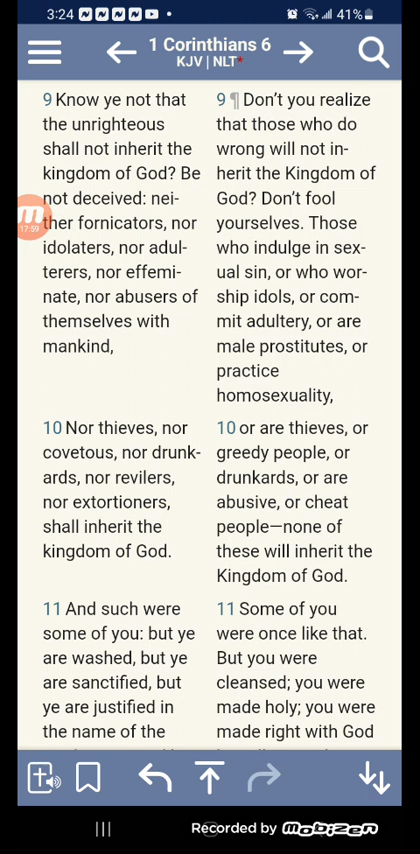 3:24
41%
1 Corinthians 6
KJV | NLT*
9 Know ye not that
the unrighteous
shall not inherit the
kingdom of God? Be
not deceived: nei-
ther fornicators, nor
idolaters, nor adul-
terers, nor effemi-
nate, nor abusers of
themselves with
mankind,
9 ¶ Don't you realize
that those who do
wrong will not in-
herit the Kingdom of
God? Don't fool
yourselves. Those
who indulge in sex-
ual sin, or who wor-
ship idols, or com-
mit adultery, or are
male prostitutes, or
practice
homosexuality,
17:59
10 Nor thieves, nor
covetous, nor drunk-
ards, nor revilers,
nor extortioners,
shall inherit the
kingdom of God.
10 or are thieves, or
greedy people, or
drunkards, or are
abusive, or cheat
people—none of
these will inherit the
Kingdom of God.
11 And such were
some of you: but ye
are washed, but ye
are sanctified, but
ye are justified in
the name of the
11 Some of you
were once like that.
But you were
cleansed; you were
made holy; you were
made right with God
Recorded by mobizen